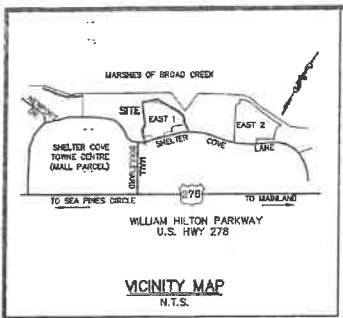 MARSHES OF BROAD CREEK
SITE
EAST 1
EAST 2
SHELTER COVE LANE
SHELTER COVE
TOWNE CENTRE
(MALL PARCEL)
MALL
BOULEVARD
278
TO SEA PINES CIRCLE
TO MAINLAND
WILLIAM HILTON PARKWAY
U.S. HWY 278
VICINITY MAP
N.T.S.